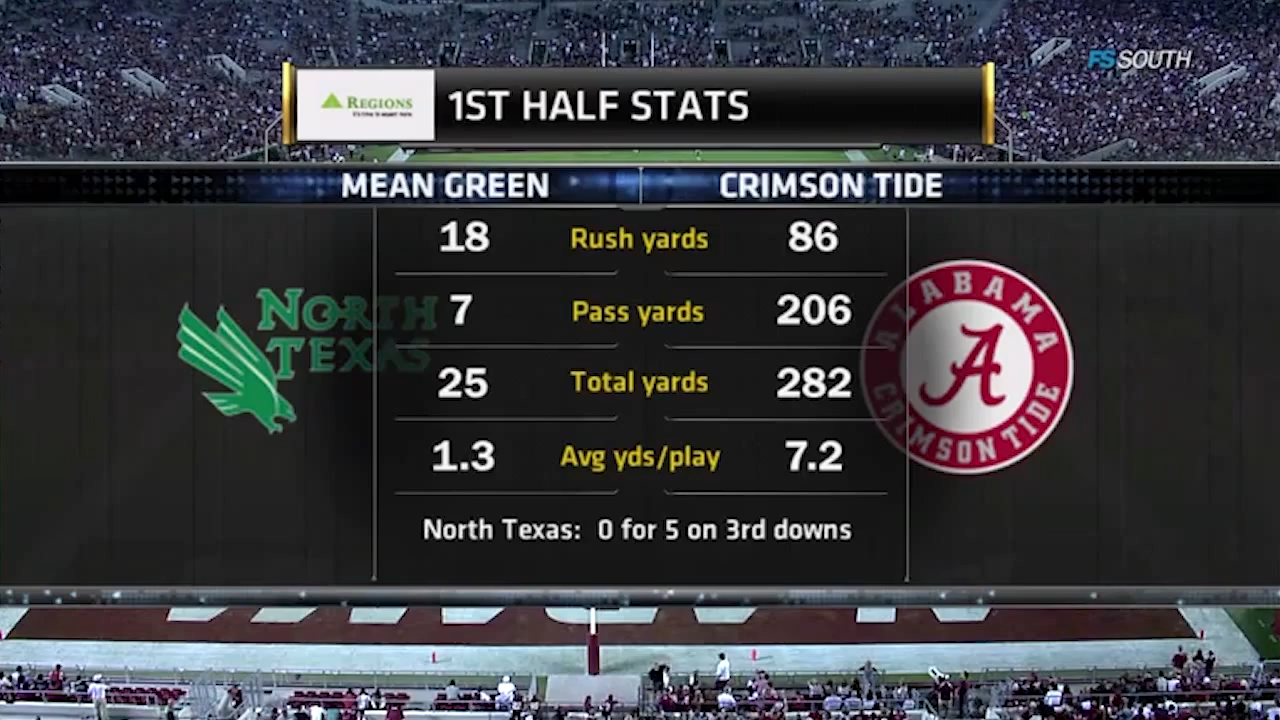 FS SOUTH
REGIONS
1ST HALF STATS
MEAN GREEN CRIMSON TIDE
18 Rush yards 86
7 Pass yards 206
25 Total yards 282
1.3 Avg yds/play 7.2
North Texas: 0 for 5 on 3rd downs
NORTH
TEXAS
ALABAMA
A
CRIMSON TIDE